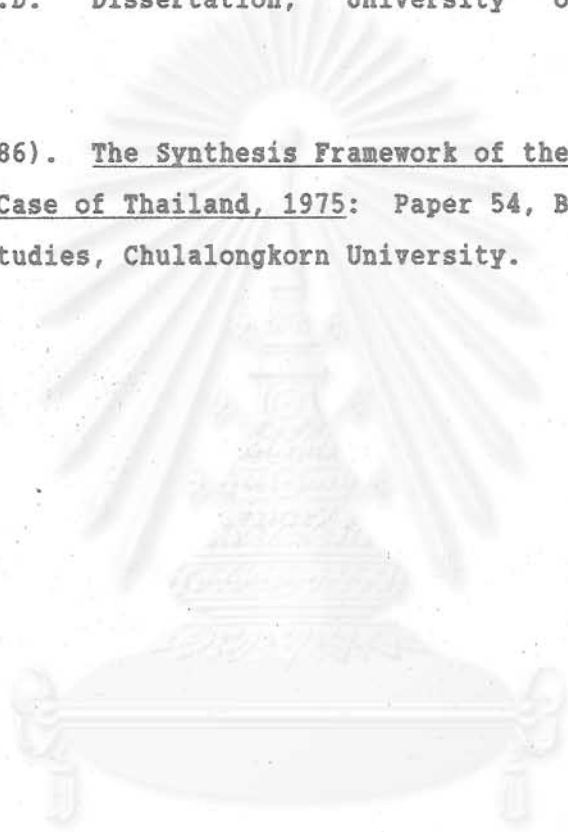 .D. Dissertation, University o
86). The Synthesis Framework of the
Case of Thailand, 1975: Paper 54, B
tudies, Chulalongkorn University.